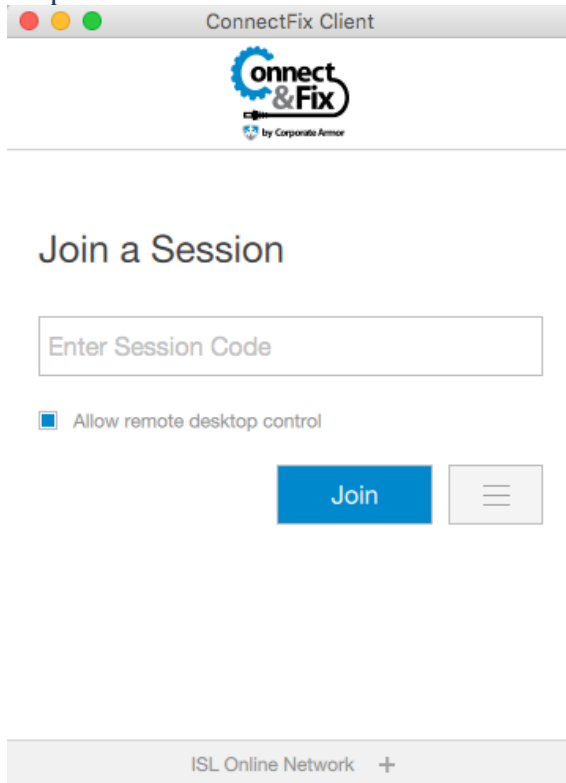 ConnectFix Client
Connect
&Fix
by Corporate Armor
Join a Session
Enter Session Code
Allow remote desktop control
Join
ISL Online Network +